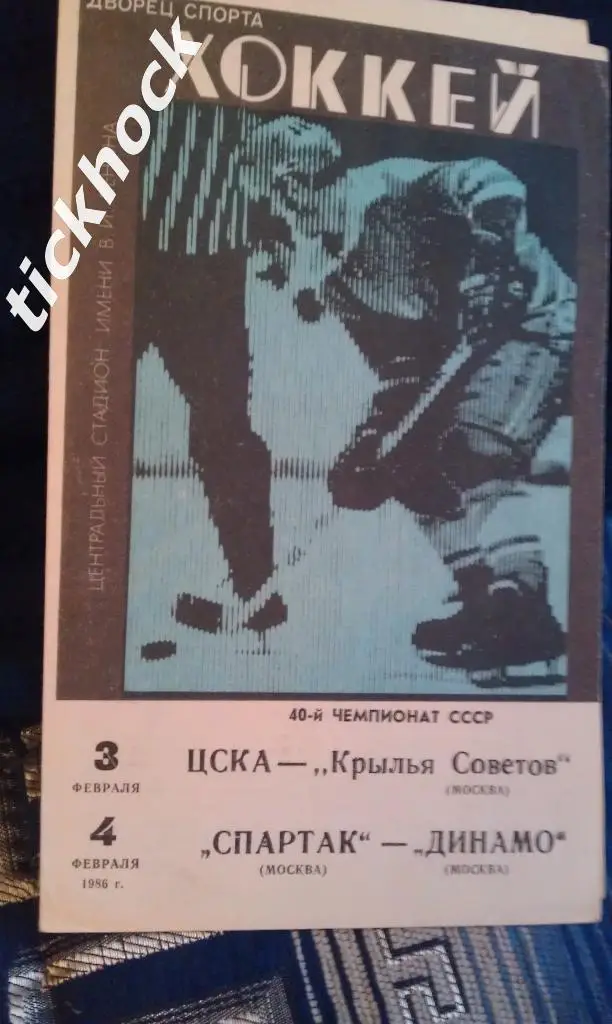 ДВОРЕЦ СПОРТА
ХОККЕЙ
ЦЕНТРАЛЬНЫЙ СТАДИОН ИМЕНИ В И
tickhock
40-й ЧЕМПИОНАТ СССР
3 ЦСКА — „Крылья Советов"
ФЕВРАЛЯ (МОСКВА)
4 „СПАРТАК" — „ДИНАМО"
ФЕВРАЛЯ (МОСКВА) (МОСКВА)
1986 г.